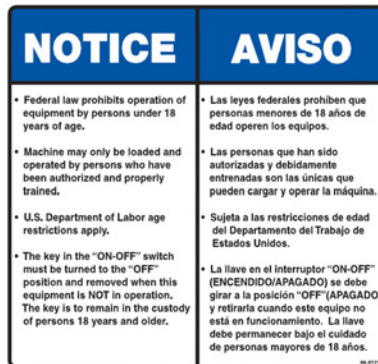 NOTICE
• Federal law prohibits operation of
equipment by persons under 18
years of age.
• Machine may only be loaded and
operated by persons who have
been authorized and properly
trained.
• U.S. Department of Labor age
restrictions apply.
• The key in the "ON-OFF" switch
must be turned to the "OFF"
position and removed when this
equipment is NOT in operation.
The key is to remain in the custody
of persons 18 years and older.
AVISO
• Las leyes federales prohíben que
personas menores de 18 años de
edad operen los equipos.
• Las personas que han sido
autorizadas y debidamente
entrenadas son las únicas que
pueden cargar y operar la máquina.
• Sujeta a las restricciones de edad
del Departamento del Trabajo de
Estados Unidos.
• La llave en el interruptor "ON-OFF"
(ENCENDIDO/APAGADO) se debe
girar a la posición "OFF"(APAGADO
y retirarla cuando este equipo no
está en funcionamiento. La llave
debe permanecer bajo el cuidado
de personas mayores de 18 años.